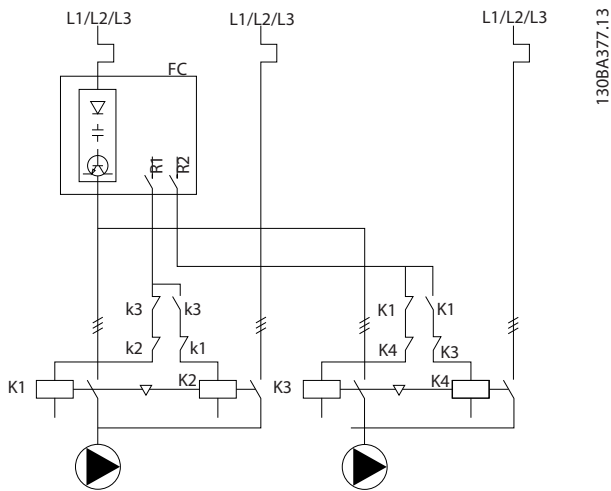 L1/L2/L3
L1/L2/L3
L1/L2/L3
130BA377.13
FC
R1
R2
k3
k3
K1
K1
k2
k1
K4
K3
K1
K2
K3
K4